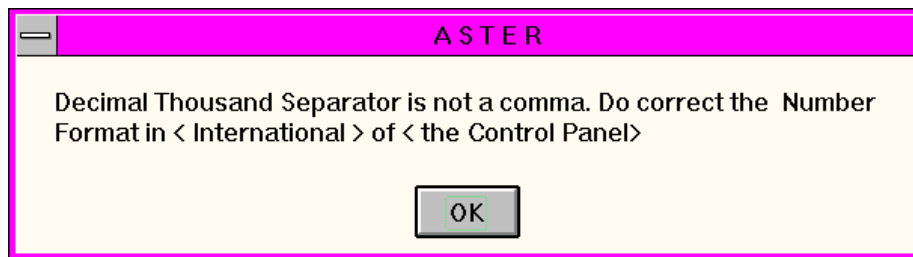 ASTER
Decimal Thousand Separator is not a comma. Do correct the Number
Format in < International > of < the Control Panel>
OK